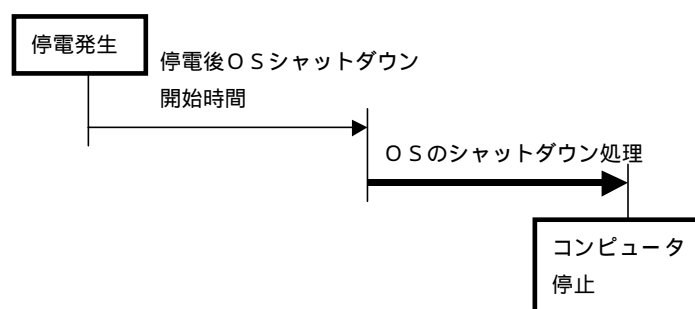 停電発生
停電後ＯＳシャットダウン
開始時間
ＯＳのシャットダウン処理
コンピュータ
停止